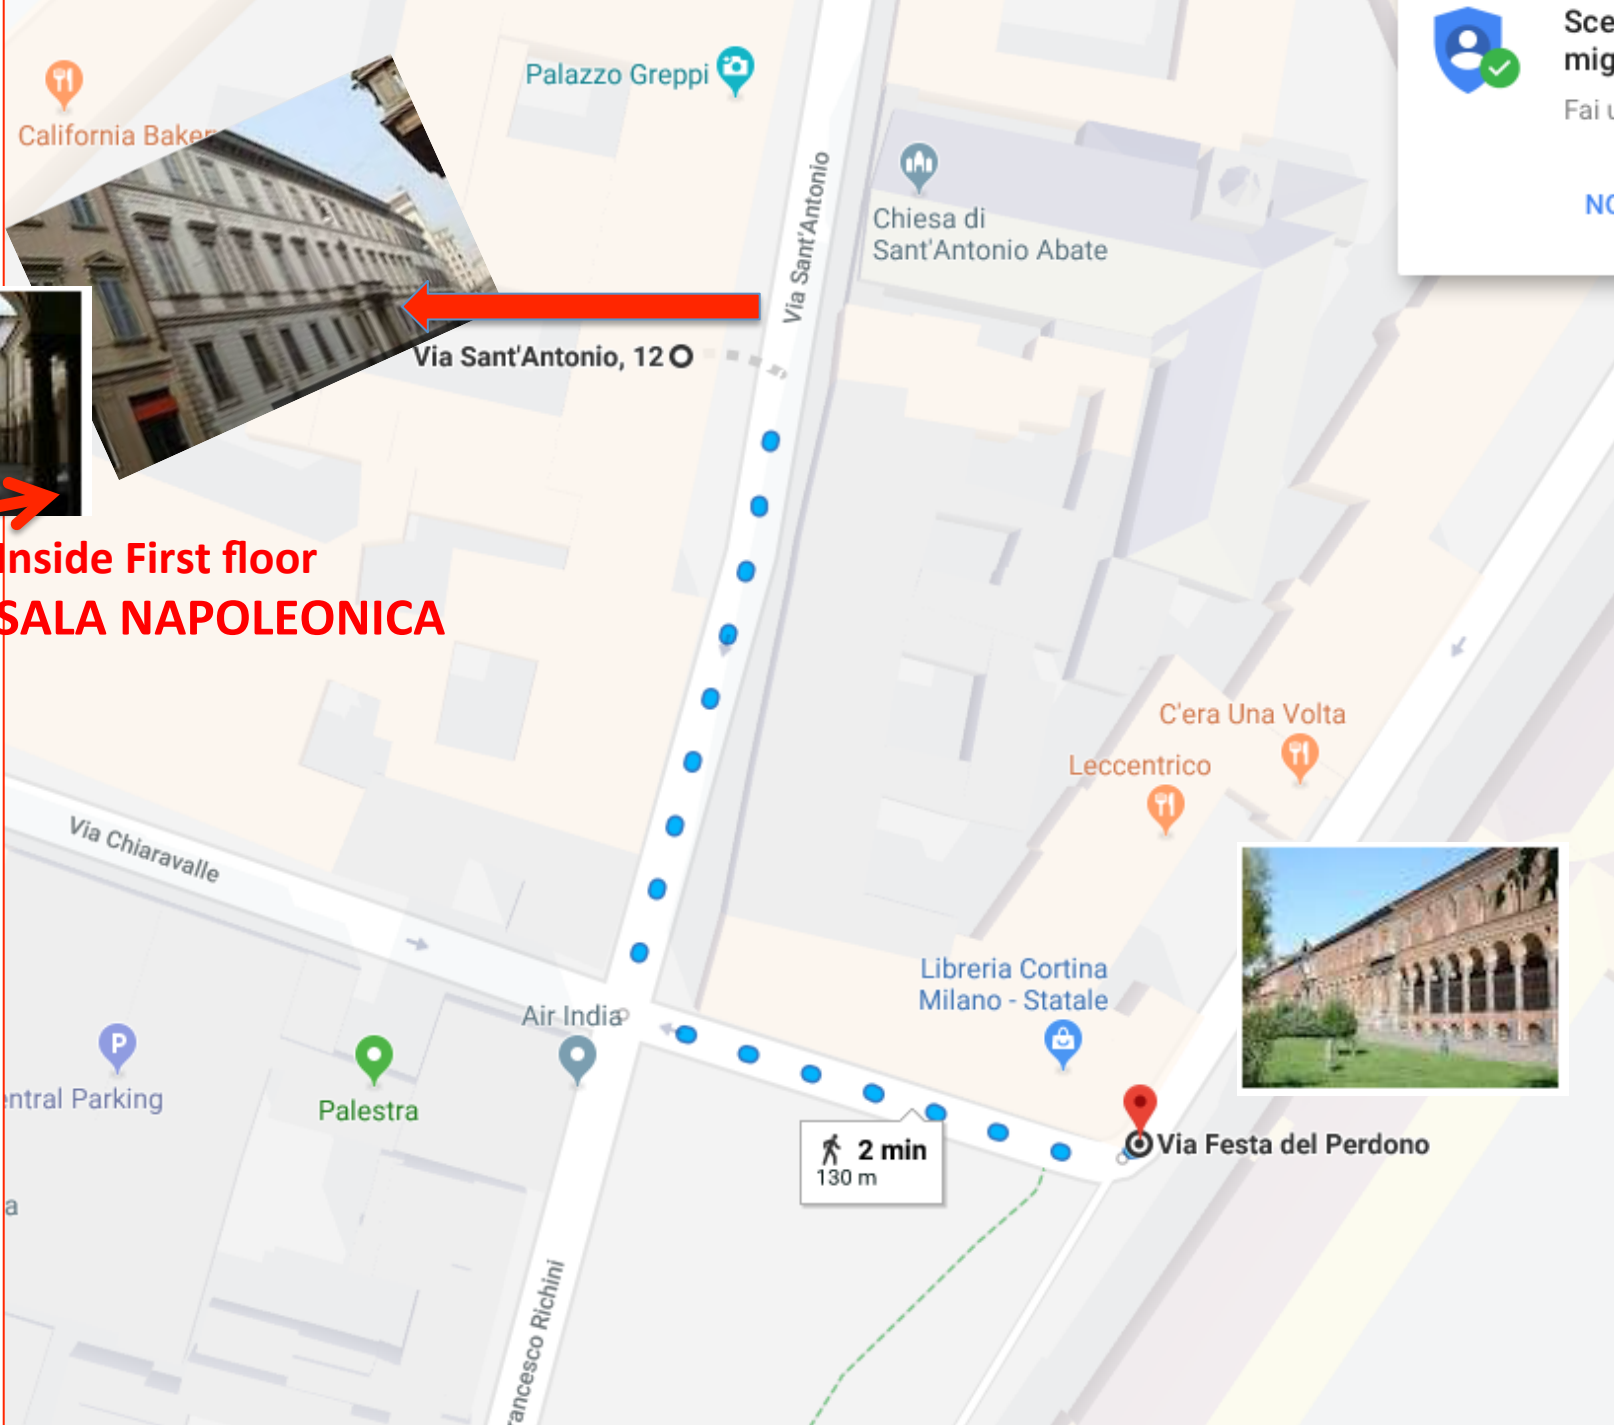 Sce
mig
Fai u
NO
Palazzo Greppi
California Baker
Via Sant'Antonio
Chiesa di
Sant'Antonio Abate
Via Sant'Antonio, 12
Inside First floor
SALA NAPOLEONICA
C'era Una Volta
Leccentrico
Via Chiaravalle
Libreria Cortina
Milano - Statale
Air India
P
entral Parking
Palestra
2 min
130 m
Via Festa del Perdono
a
rancesco Richini